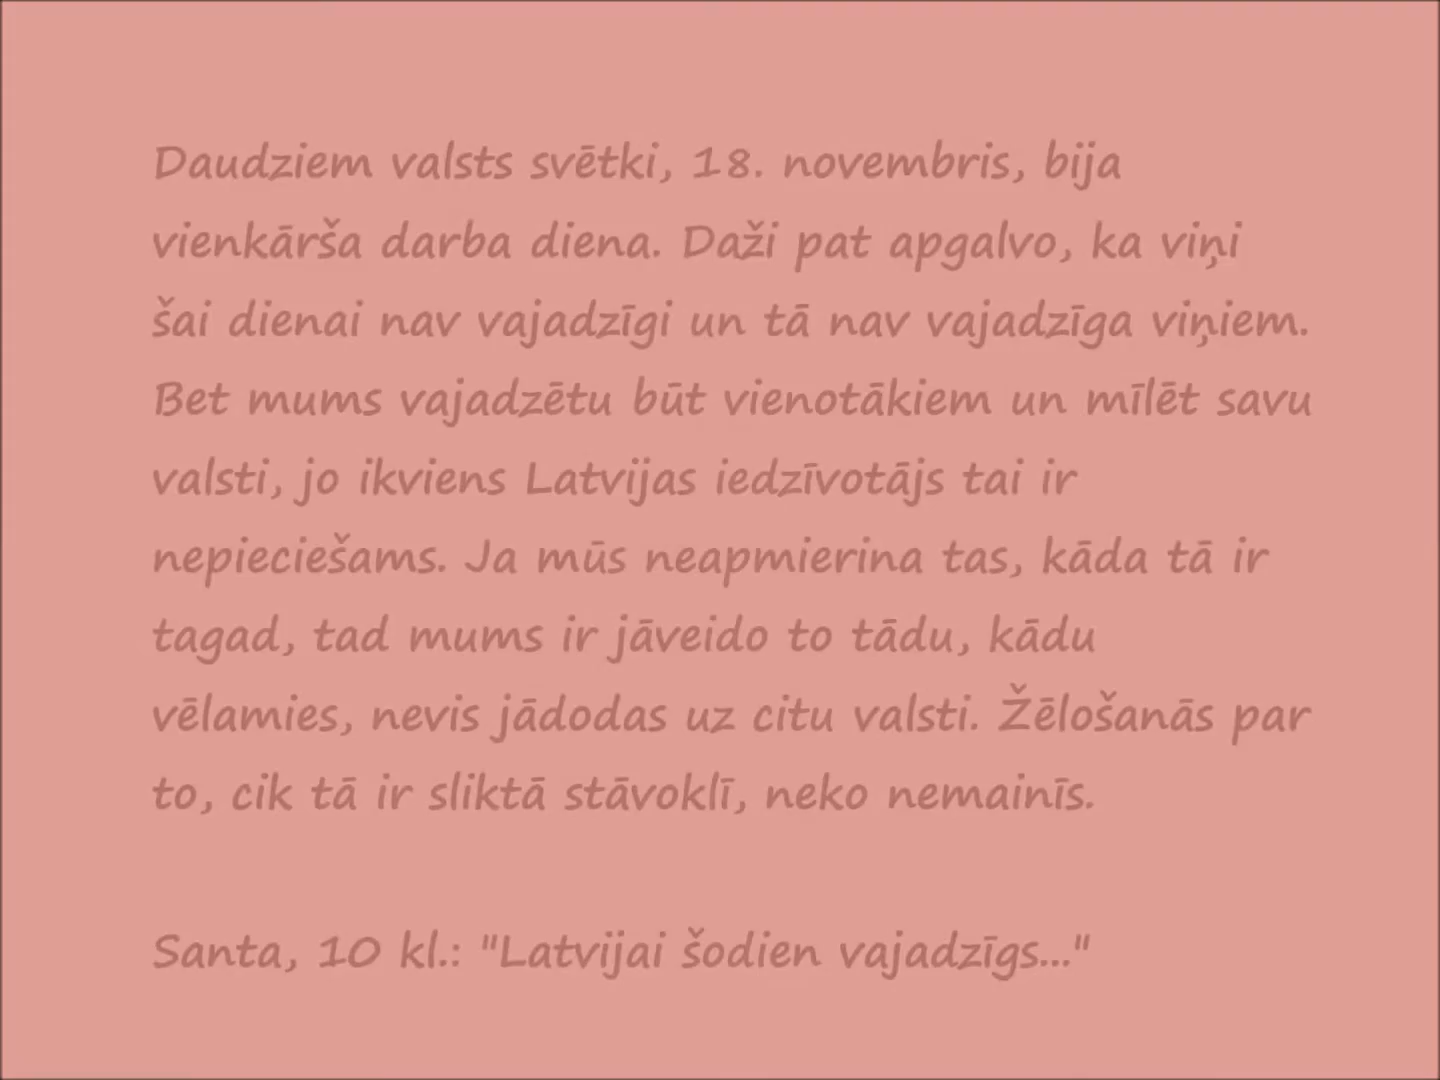 Daudziem valsts svētki, 18. novembris, bija
vienkārša darba diena. Daži pat apgalvo, ka viņi
šai dienai nav vajadzīgi un tā nav vajadzīga viņiem.
Bet mums vajadzētu būt vienotākiem un mīlēt savu
valsti, jo ikviens Latvijas iedzīvotājs tai ir
nepieciešams. Ja mūs neapmierina tas, kāda tā ir
tagad, tad mums ir jāveido to tādu, kādu
vēlamies, nevis jādodas uz citu valsti. Žēlošanās par
to, cik tā ir sliktā stāvoklī, neko nemainīs.
Santa, 10 kl.: "Latvijai šodien vajadzīgs..."